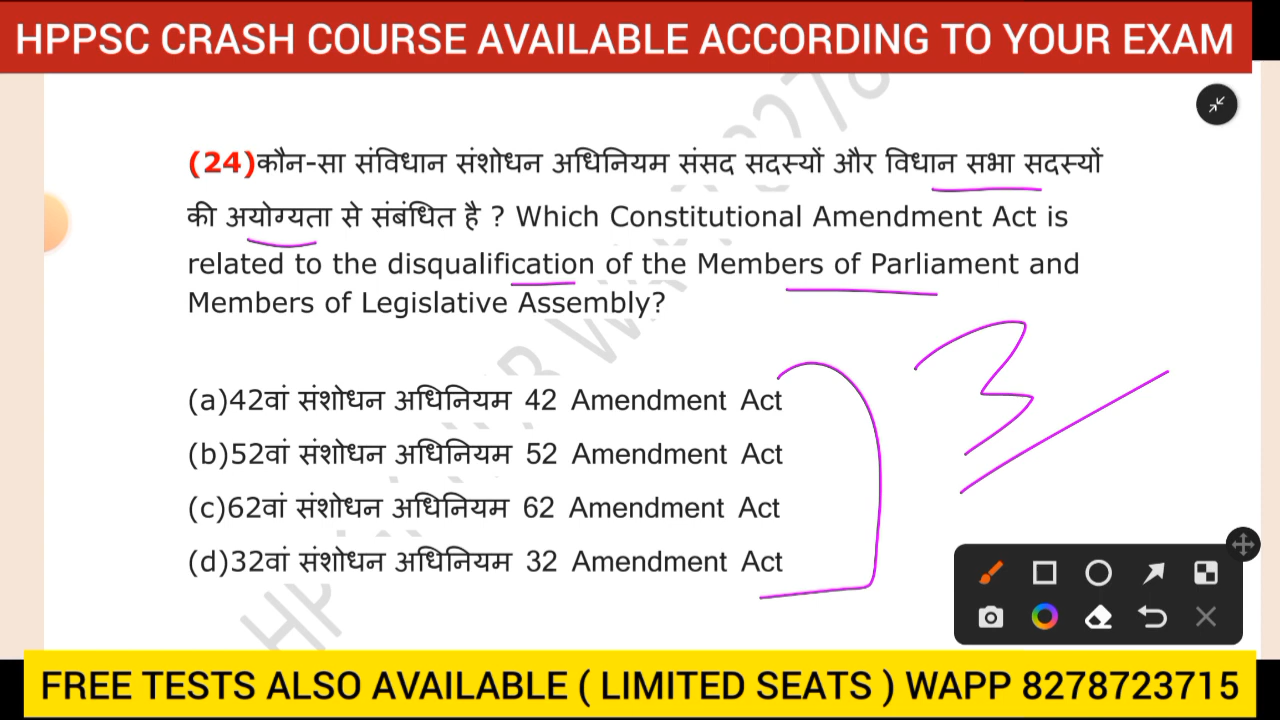 HPPSC CRASH COURSE AVAILABLE ACCORDING TO YOUR EXAM
(24)कौन-सा संविधान संशोधन अधिनियम संसद सदस्यों और विधान सभा सदस्यों
की अयोग्यता से संबंधित है ? Which Constitutional Amendment Act is
related to the disqualification of the Members of Parliament and
Members of Legislative Assembly?
(a)42वां संशोधन अधिनियम 42 Amendment Act
(b)52वां संशोधन अधिनियम 52 Amendment Act
(c)62वां संशोधन अधिनियम 62 Amendment Act
(d)32वां संशोधन अधिनियम 32 Amendment Act
FREE TESTS ALSO AVAILABLE ( LIMITED SEATS ) WAPP 8278723715